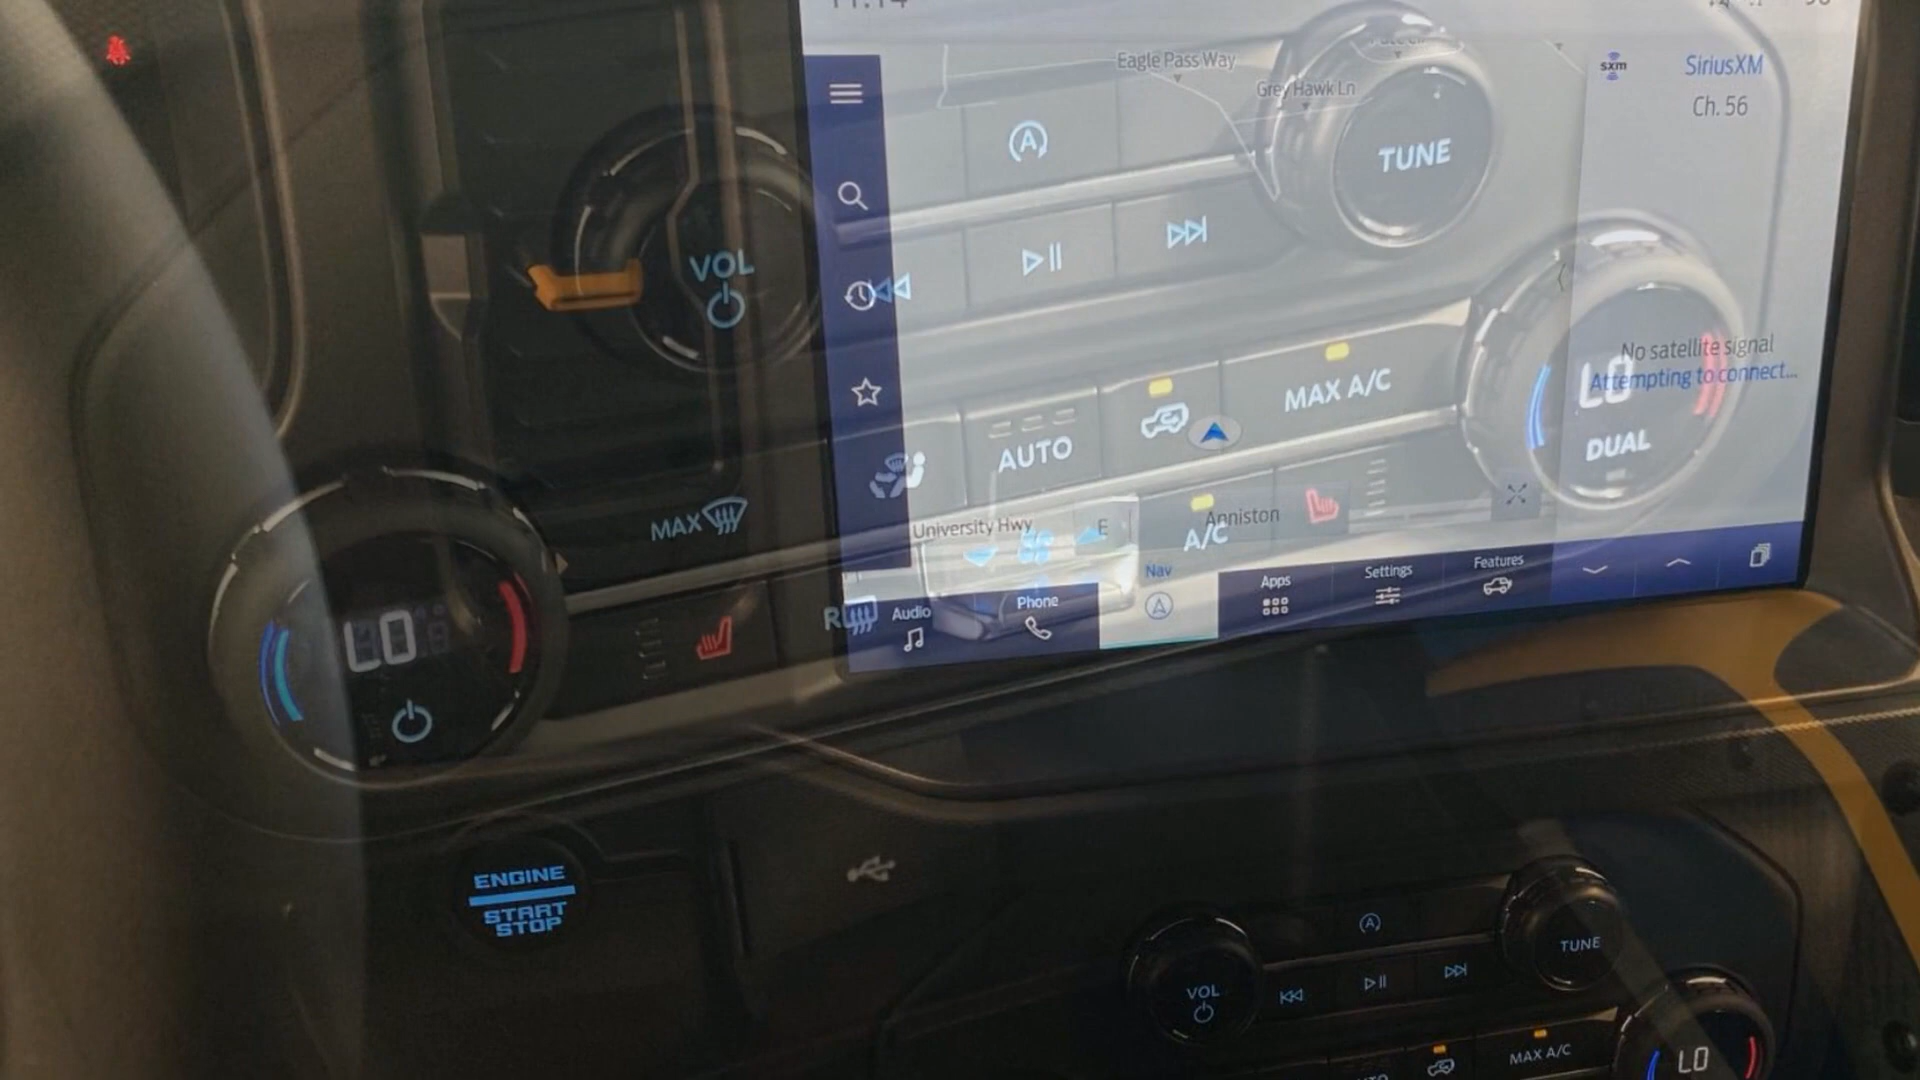 Eagle Pass Way
Grey Hawk Ln
SiriusXM
Ch. 56
sxm
A
TUNE
VOL
No satellite signal
Attempting to connect...
MAX A/C
LO
DUAL
AUTO
MAX
University Hwy
E
Anniston
A/C
Nav
Apps
Settings
Features
Audio
Phone
R
LO
ENGINE
START
STOP
A
TUNE
VOL
MAX A/C
LO